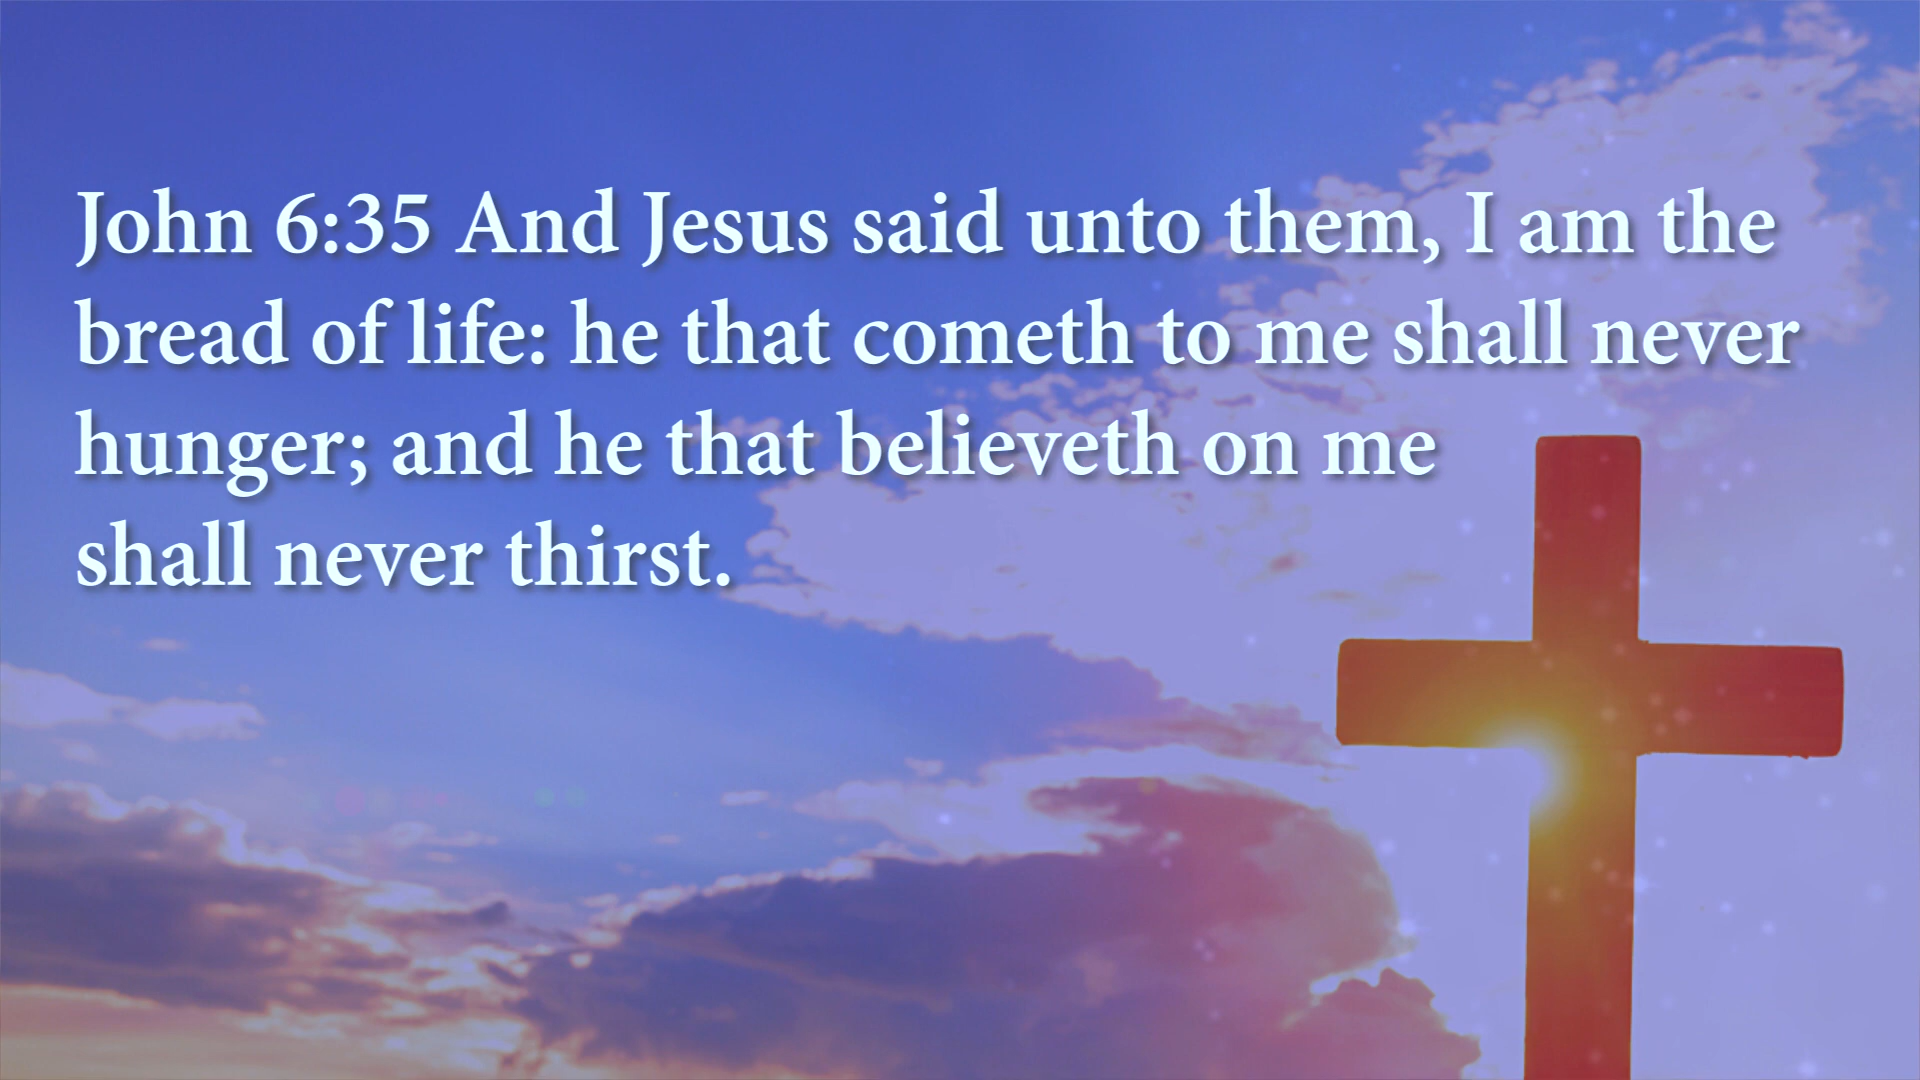 John 6:35 And Jesus said unto them, I am the
bread of life: he that cometh to me shall never
hunger; and he that believeth on me
shall never thirst.